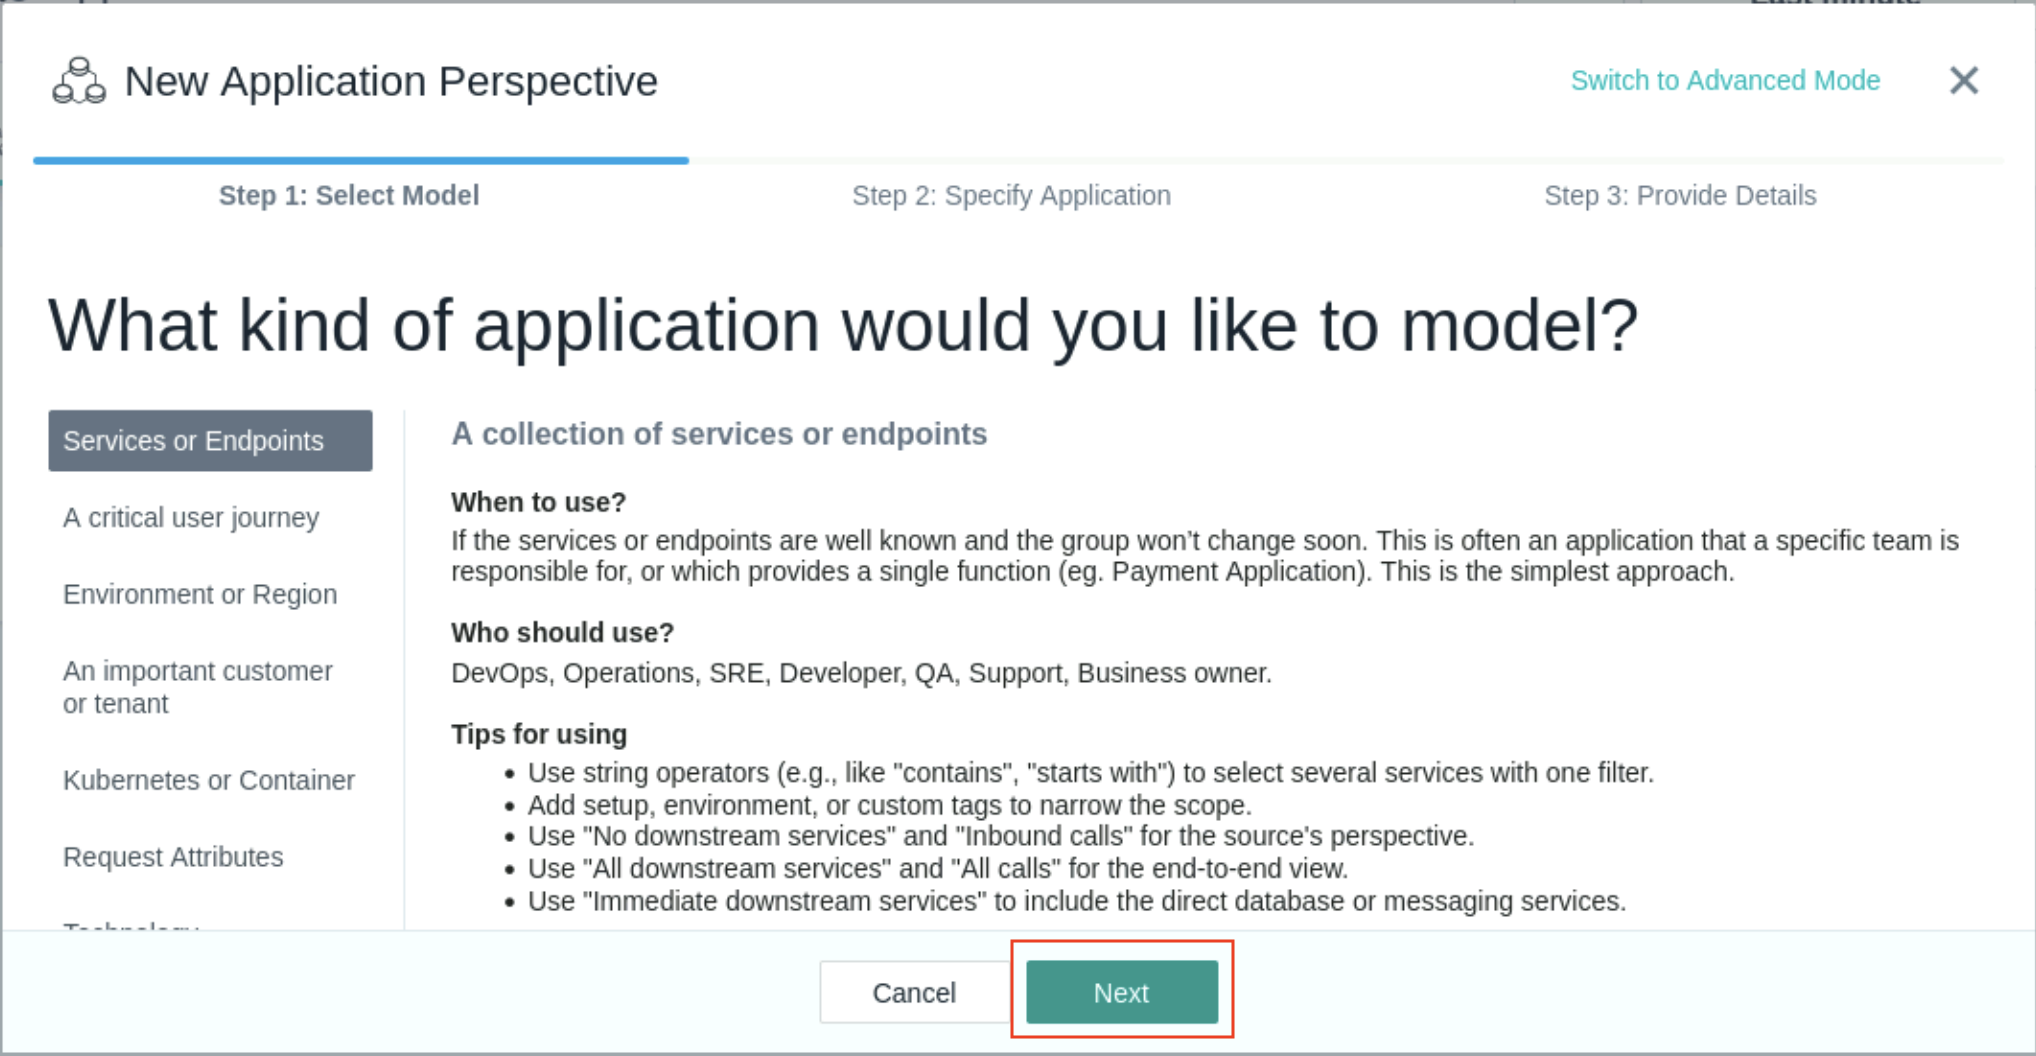 New Application Perspective
Switch to Advanced Mode
Step 1: Select Model
Step 2: Specify Application
Step 3: Provide Details
What kind of application would you like to model?
Services or Endpoints
A critical user journey
Environment or Region
An important customer
or tenant
Kubernetes or Container
Request Attributes
Technology
A collection of services or endpoints
When to use?
If the services or endpoints are well known and the group won’t change soon. This is often an application that a specific team is
responsible for, or which provides a single function (eg. Payment Application). This is the simplest approach.
Who should use?
DevOps, Operations, SRE, Developer, QA, Support, Business owner.
Tips for using
• Use string operators (e.g., like "contains", "starts with") to select several services with one filter.
• Add setup, environment, or custom tags to narrow the scope.
• Use "No downstream services" and "Inbound calls" for the source's perspective.
• Use "All downstream services" and "All calls" for the end-to-end view.
• Use "Immediate downstream services" to include the direct database or messaging services.
Cancel
Next